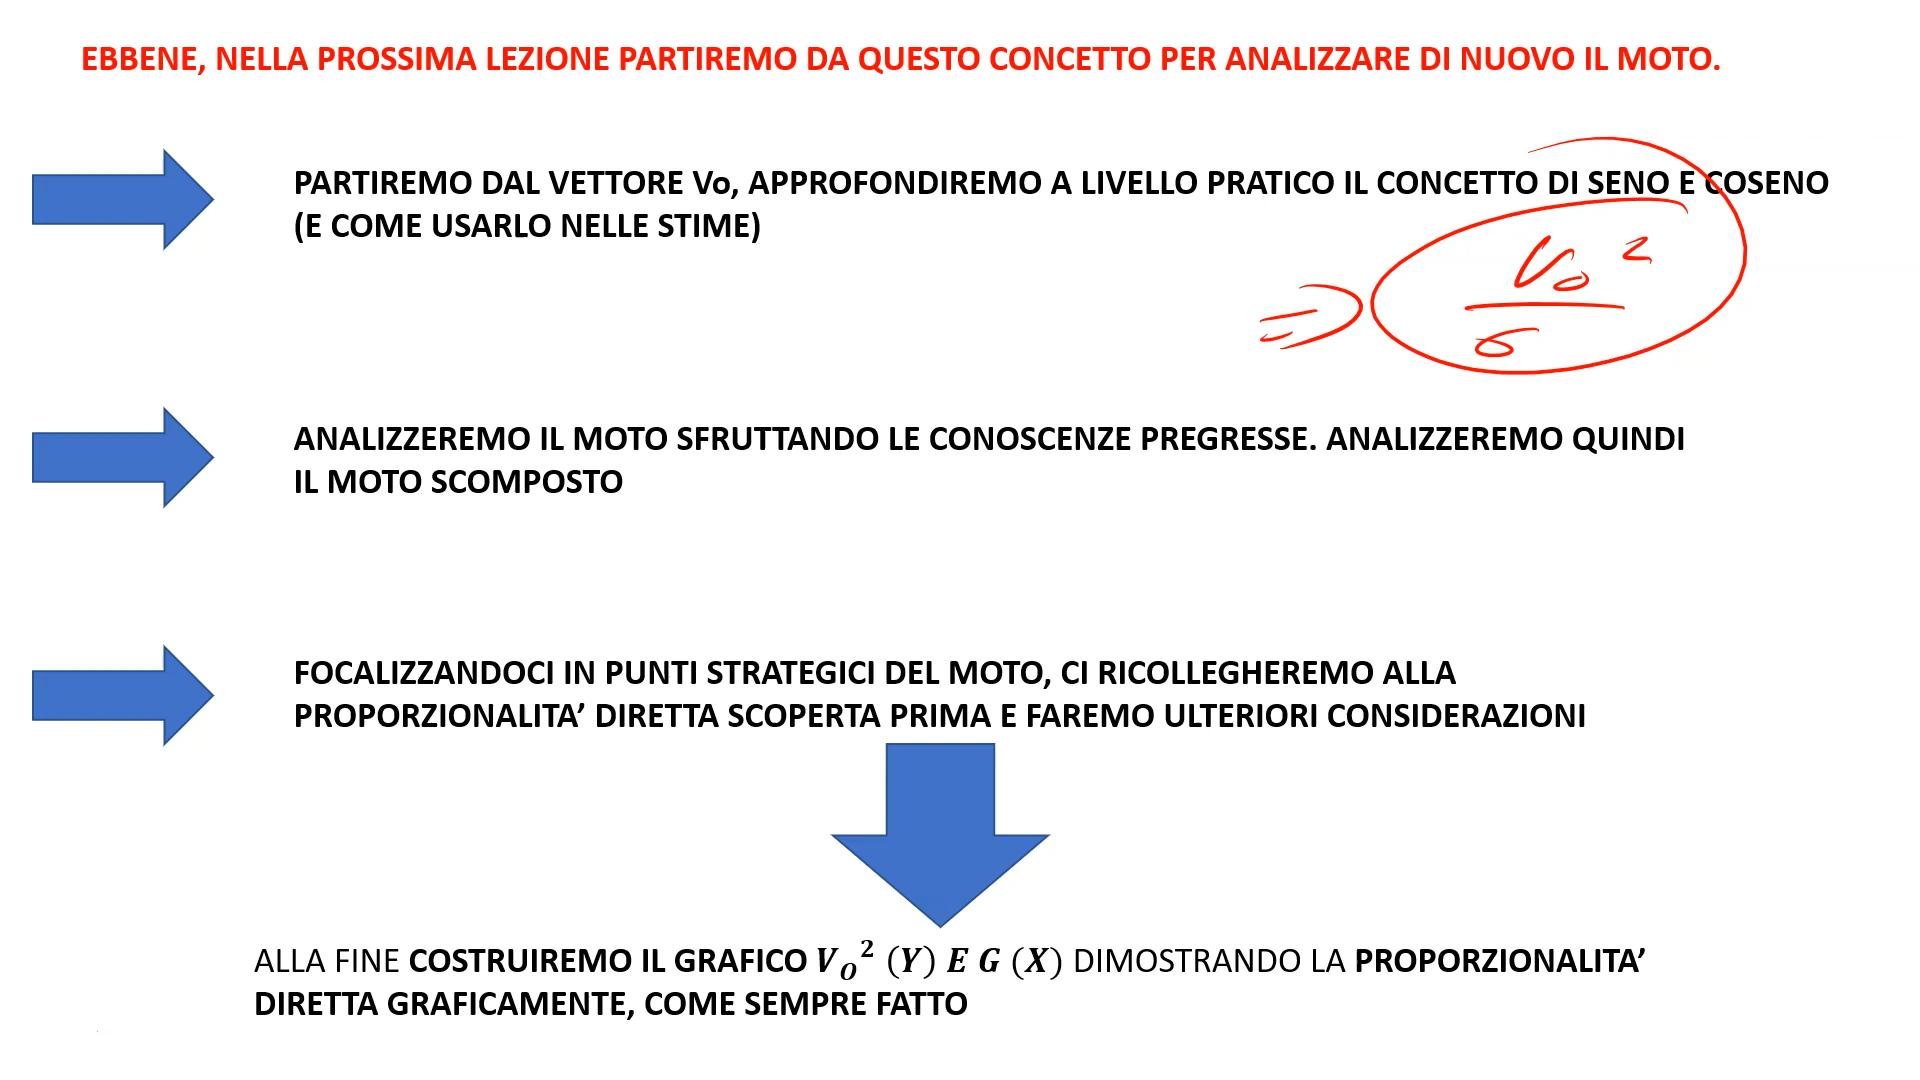 EBBENE, NELLA PROSSIMA LEZIONE PARTIREMO DA QUESTO CONCETTO PER ANALIZZARE DI NUOVO IL MOTO.
PARTIREMO DAL VETTORE Vo, APPROFONDIREMO A LIVELLO PRATICO IL CONCETTO DI SENO E COSENO
(E COME USARLO NELLE STIME)
V₀²
ANALIZZEREMO IL MOTO SFRUTTANDO LE CONOSCENZE PREGRESSE. ANALIZZEREMO QUINDI
IL MOTO SCOMPOSTO
FOCALIZZANDOCI IN PUNTI STRATEGICI DEL MOTO, CI RICOLLEGHEREMO ALLA
PROPORZIONALITA’ DIRETTA SCOPERTA PRIMA E FAREMO ULTERIORI CONSIDERAZIONI
ALLA FINE COSTRUIREMO IL GRAFICO V_O² (Y) E G (X) DIMOSTRANDO LA PROPORZIONALITA’
DIRETTA GRAFICAMENTE, COME SEMPRE FATTO